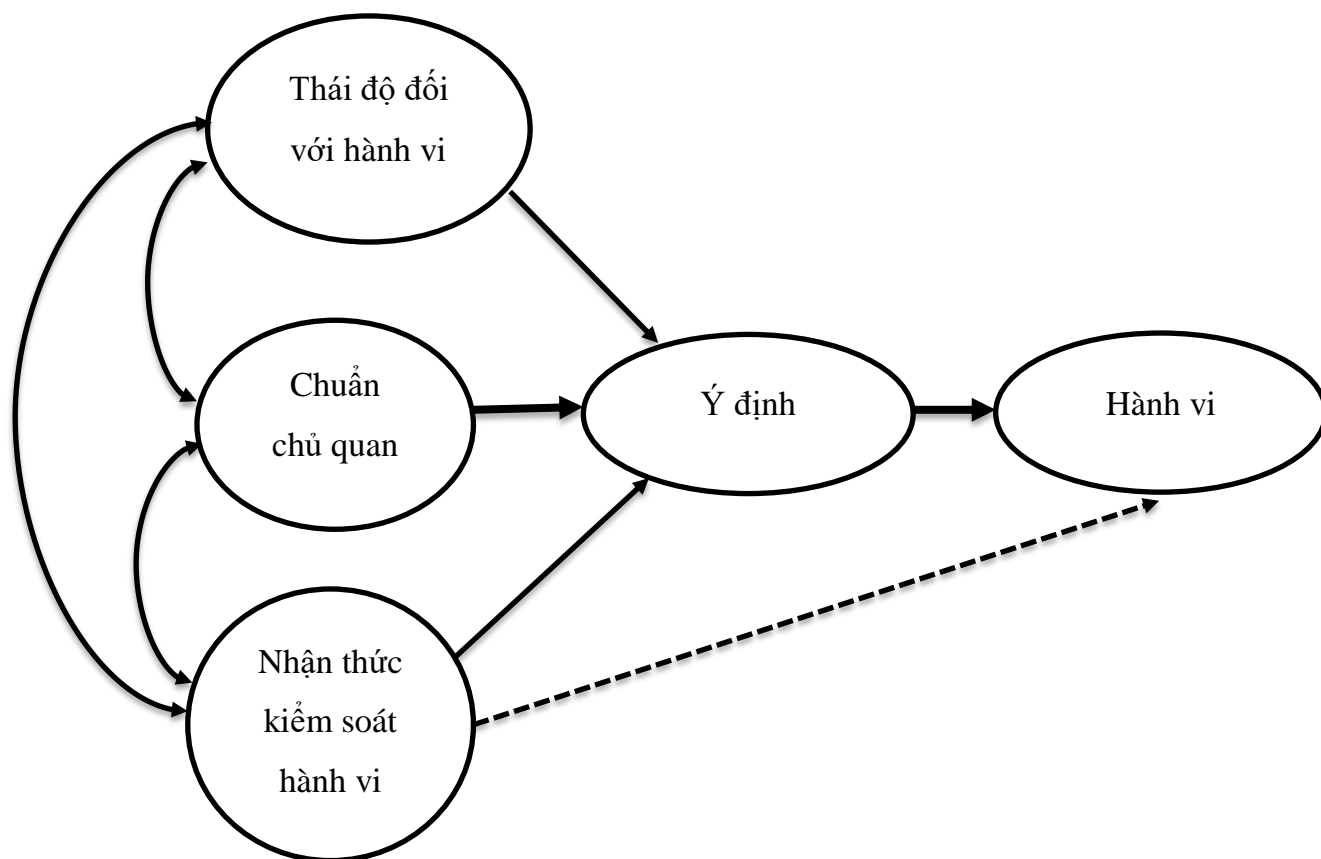 Thái độ đối
với hành vi
Chuẩn
chủ quan
Ý định
Hành vi
Nhận thức
kiểm soát
hành vi